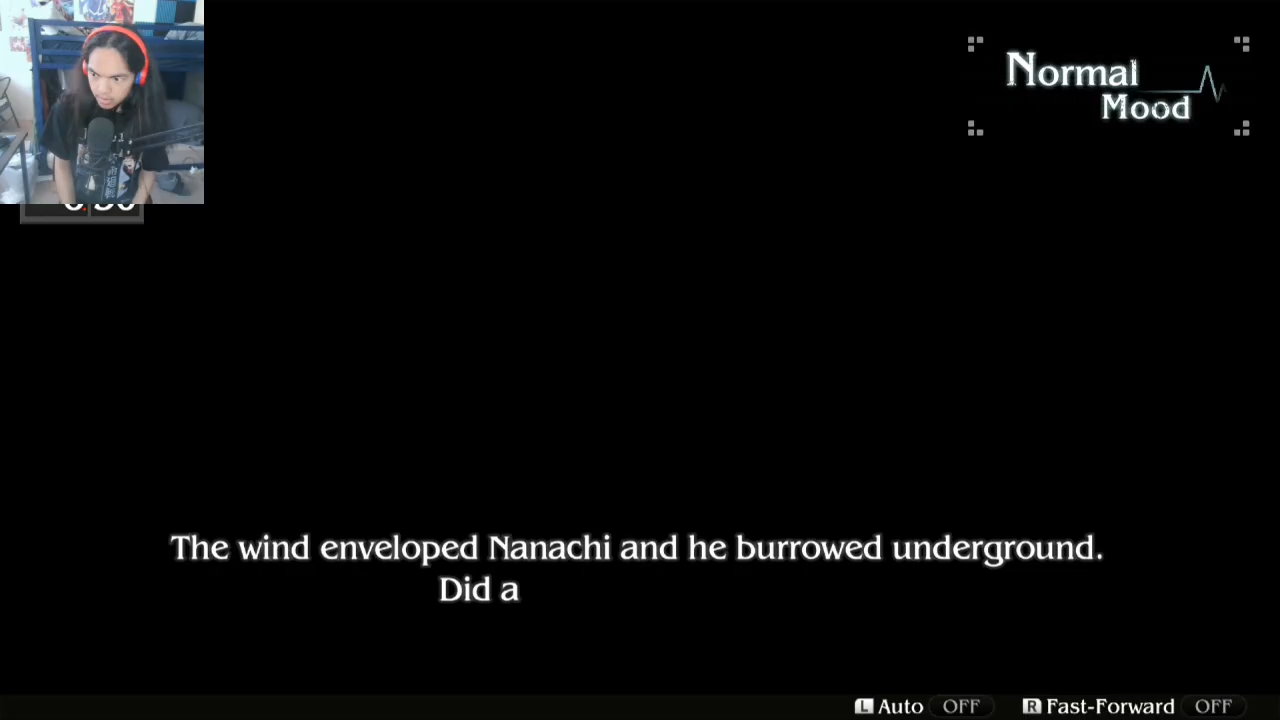 Normal
Mood
The wind enveloped Nanachi and he burrowed underground.
Did a
L Auto OFF R Fast-Forward OFF